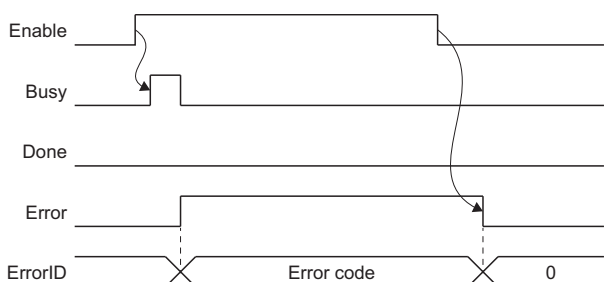 Enable
Busy
Done
Error
ErrorID Error code 0